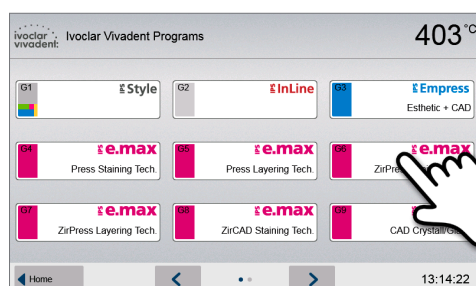 ivoclar
vivadent:
Ivoclar Vivadent Programs
403°C
G1
IPS Style
G2
IPS InLine
G3
IPS Empress
Esthetic + CAD
G4
IPS e.max
Press Staining Tech.
G5
IPS e.max
Press Layering Tech.
G6
IPS e.max
G7
IPS e.max
ZirPress Layering Tech.
G8
IPS e.max
ZirCAD Staining Tech.
G9
IPS
CAD
Home
13:14:22